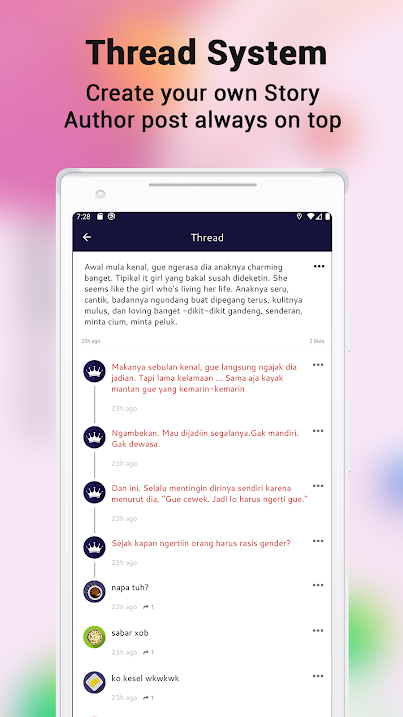 Thread System
Create your own Story
Author post always on top
7:28
Thread
Awal mula kenal, gue ngerasa dia anaknya charming
banget. Tipikal it girl yang bakal susah dideketin. She
seems like the girl who's living her life. Anaknya seru,
cantik, badannya ngundang buat dipegang terus, kulitnya
mulus, dan loving banget -dikit-dikit gandeng, senderan,
minta cium, minta peluk.
23h ago
2 likes
Makanya sebulan kenal, gue langsung ngajak dia
jadian. Tapi lama kelamaan ... Sama aja kayak
mantan gue yang kemarin-kemarin
23h ago
Ngambekan. Mau dijadiin segalanya.Gak mandiri.
Gak dewasa.
23h ago
Dan ini. Selalu mentingin dirinya sendiri karena
menurut dia, "Gue cewek. Jadi lo harus ngerti gue."
23h ago
Sejak kapan ngertiin orang harus rasis gender?
23h ago
napa tuh?
23h ago 1
sabar xob
23h ago 1
ko kesel wkwkwk
23h ago 1